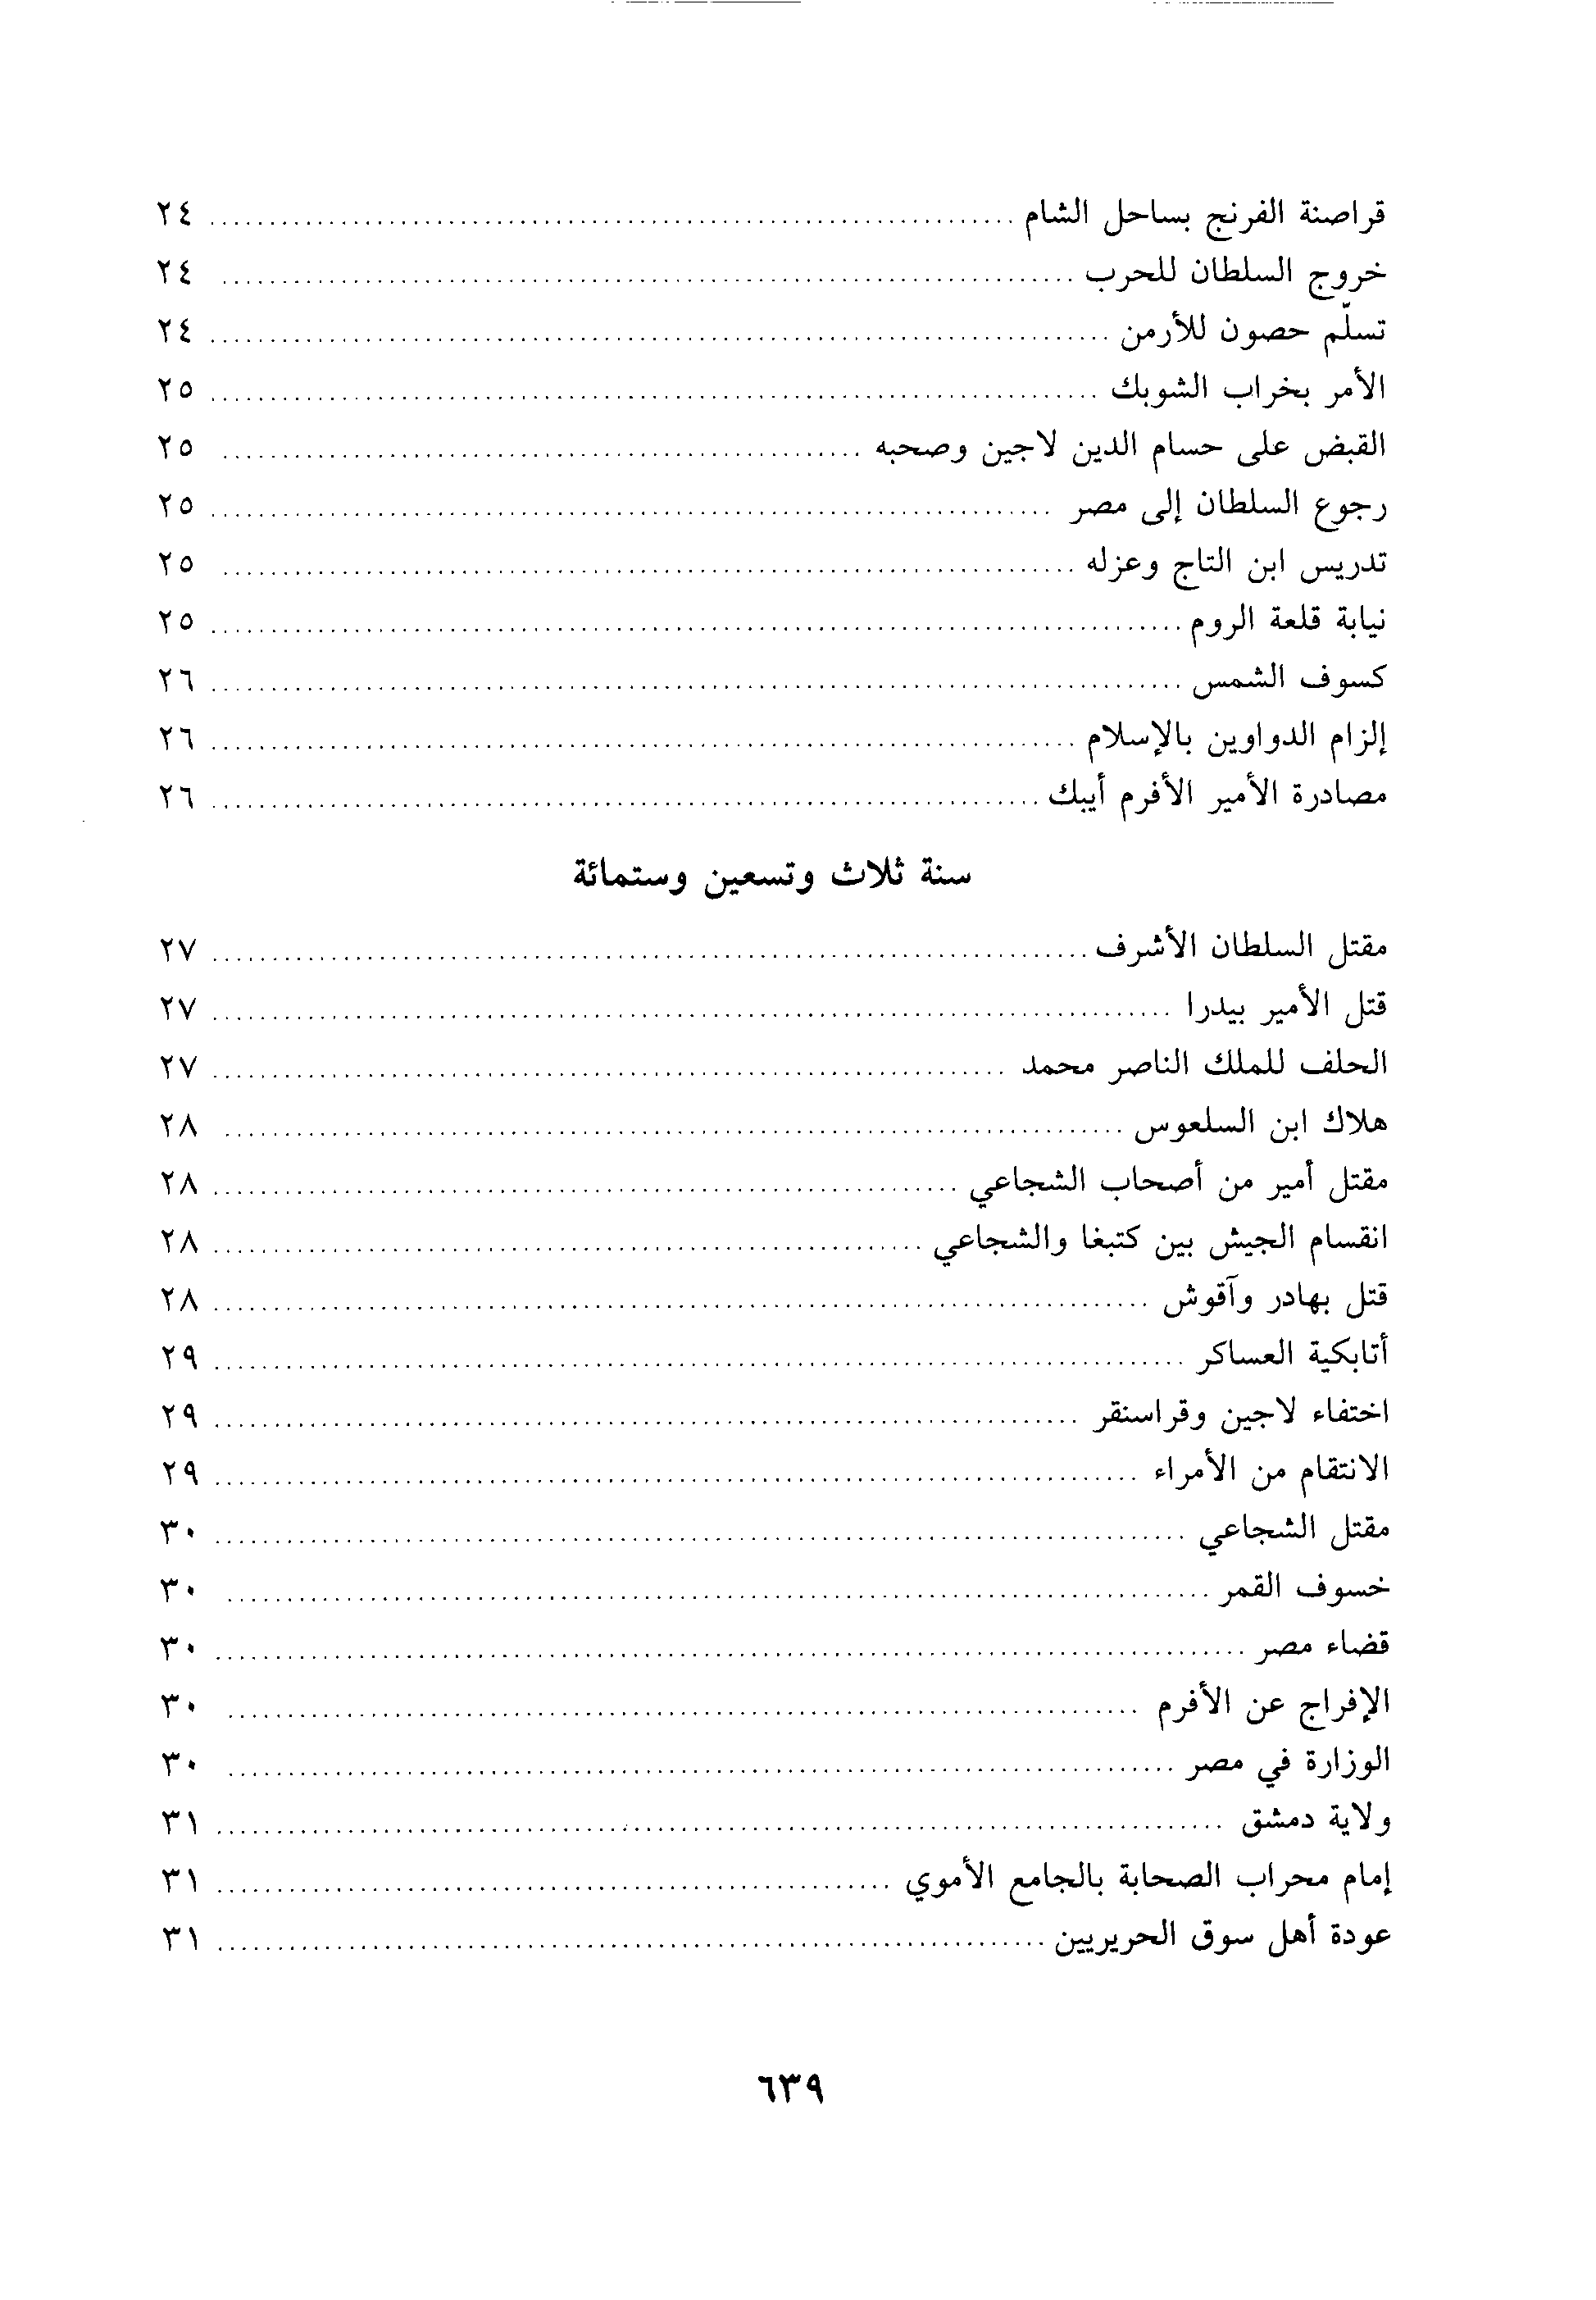 قراصنة الفرنج بساحل الشام ........ ٢٤
خروج السلطان للحرب ........ ٢٤
تسلّم حصون للأرمن ........ ٢٤
الأمر بخراب الشوبك ........ ٢٥
القبض على حسام الدين لاجين وصحبه ........ ٢٥
رجوع السلطان إلى مصر ........ ٢٥
تدريس ابن التاج وعزله ........ ٢٥
نيابة قلعة الروم ........ ٢٥
كسوف الشمس ........ ٢٦
إلزام الدواوين بالإسلام ........ ٢٦
مصادرة الأمير الأفرم أيبك ........ ٢٦
سنة ثلاث وتسعين وستمائة
مقتل السلطان الأشرف ........ ٢٧
قتل الأمير بيدرا ........ ٢٧
الحلف للملك الناصر محمد ........ ٢٧
هلاك ابن السلعوس ........ ٢٨
مقتل أمير من أصحاب الشجاعي ........ ٢٨
انقسام الجيش بين كتبغا والشجاعي ........ ٢٨
قتل بهادر وآقوش ........ ٢٨
أتابكية العساكر ........ ٢٩
اختفاء لاجين وقراسنقر ........ ٢٩
الانتقام من الأمراء ........ ٢٩
مقتل الشجاعي ........ ٣٠
خسوف القمر ........ ٣٠
قضاء مصر ........ ٣٠
الإفراج عن الأفرم ........ ٣٠
الوزارة في مصر ........ ٣٠
ولاية دمشق ........ ٣١
إمام محراب الصحابة بالجامع الأموي ........ ٣١
عودة أهل سوق الحريريين ........ ٣١
٦٣٩